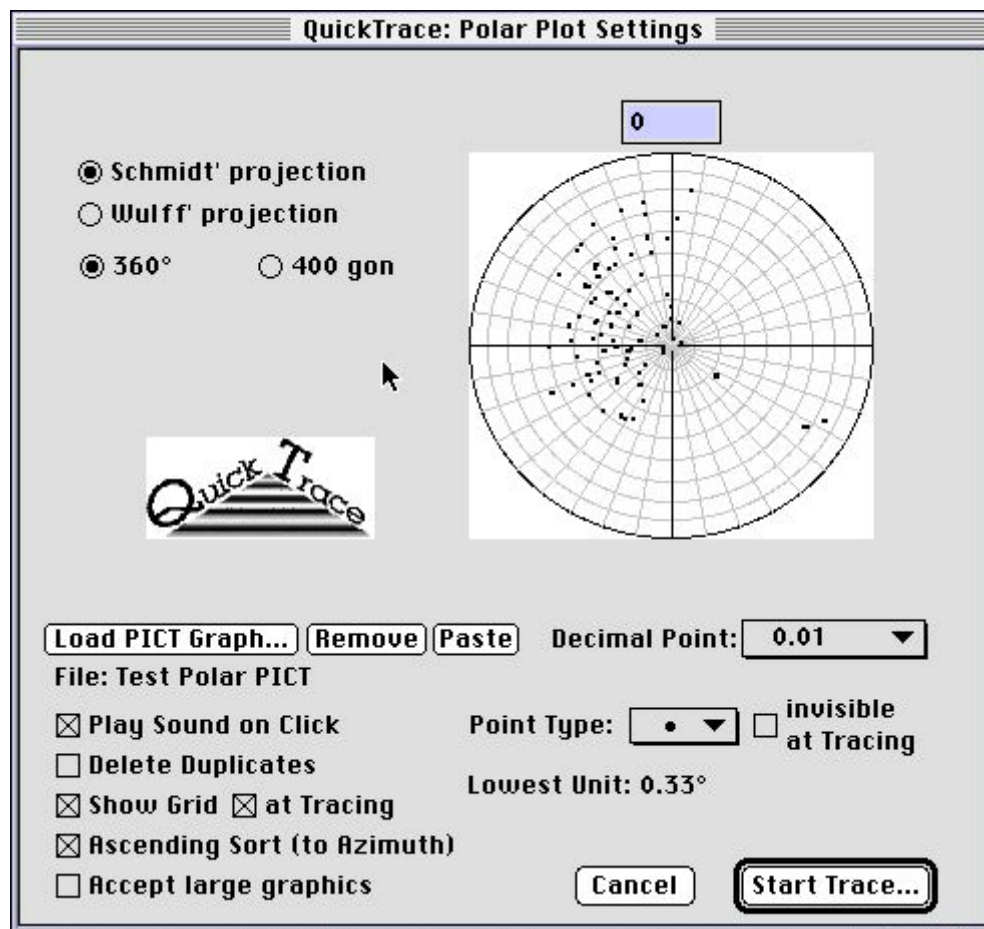 QuickTrace: Polar Plot Settings
0
Schmidt' projection
Wulff' projection
360° 400 gon
Quick Trace
Load PICT Graph... Remove Paste Decimal Point: 0.01
File: Test Polar PICT
Play Sound on Click
Delete Duplicates
Show Grid at Tracing
Ascending Sort (to Azimuth)
Accept large graphics
Point Type: invisible
at Tracing
Lowest Unit: 0.33°
Cancel Start Trace...